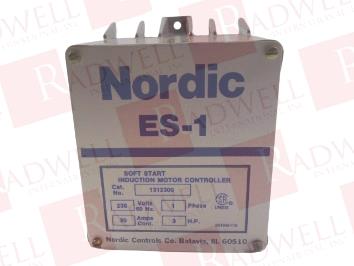 Nordic
ES-1
SOFT START
INDUCTION MOTOR CONTROLLER
Cat. No. 1312300
230 Volts 60 Hz 1 Phase
Amps Cont. 3 H.P.
Nordic Controls Co. Batavia, IL 60510
RADWELL